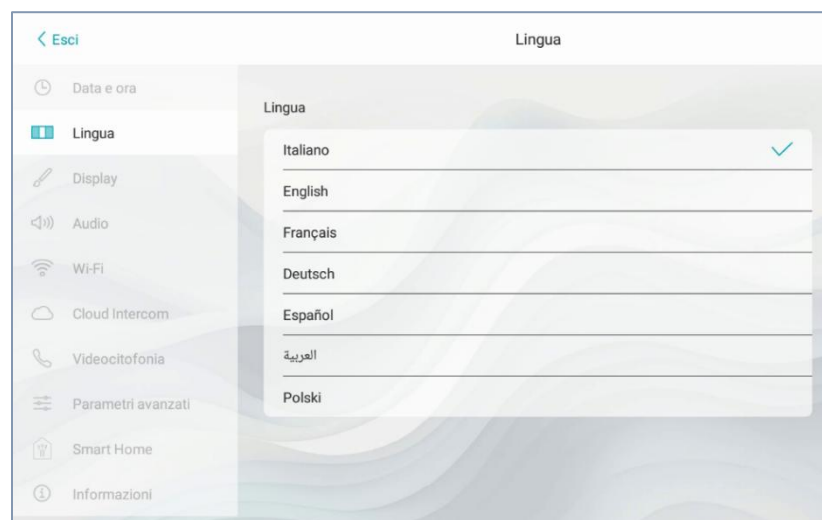 Esci
Lingua
Data e ora
Lingua
Display
Audio
Wi-Fi
Cloud Intercom
Videocitofonia
Parametri avanzati
Smart Home
Informazioni
Lingua
Italiano
English
Français
Deutsch
Español
العربية
Polski